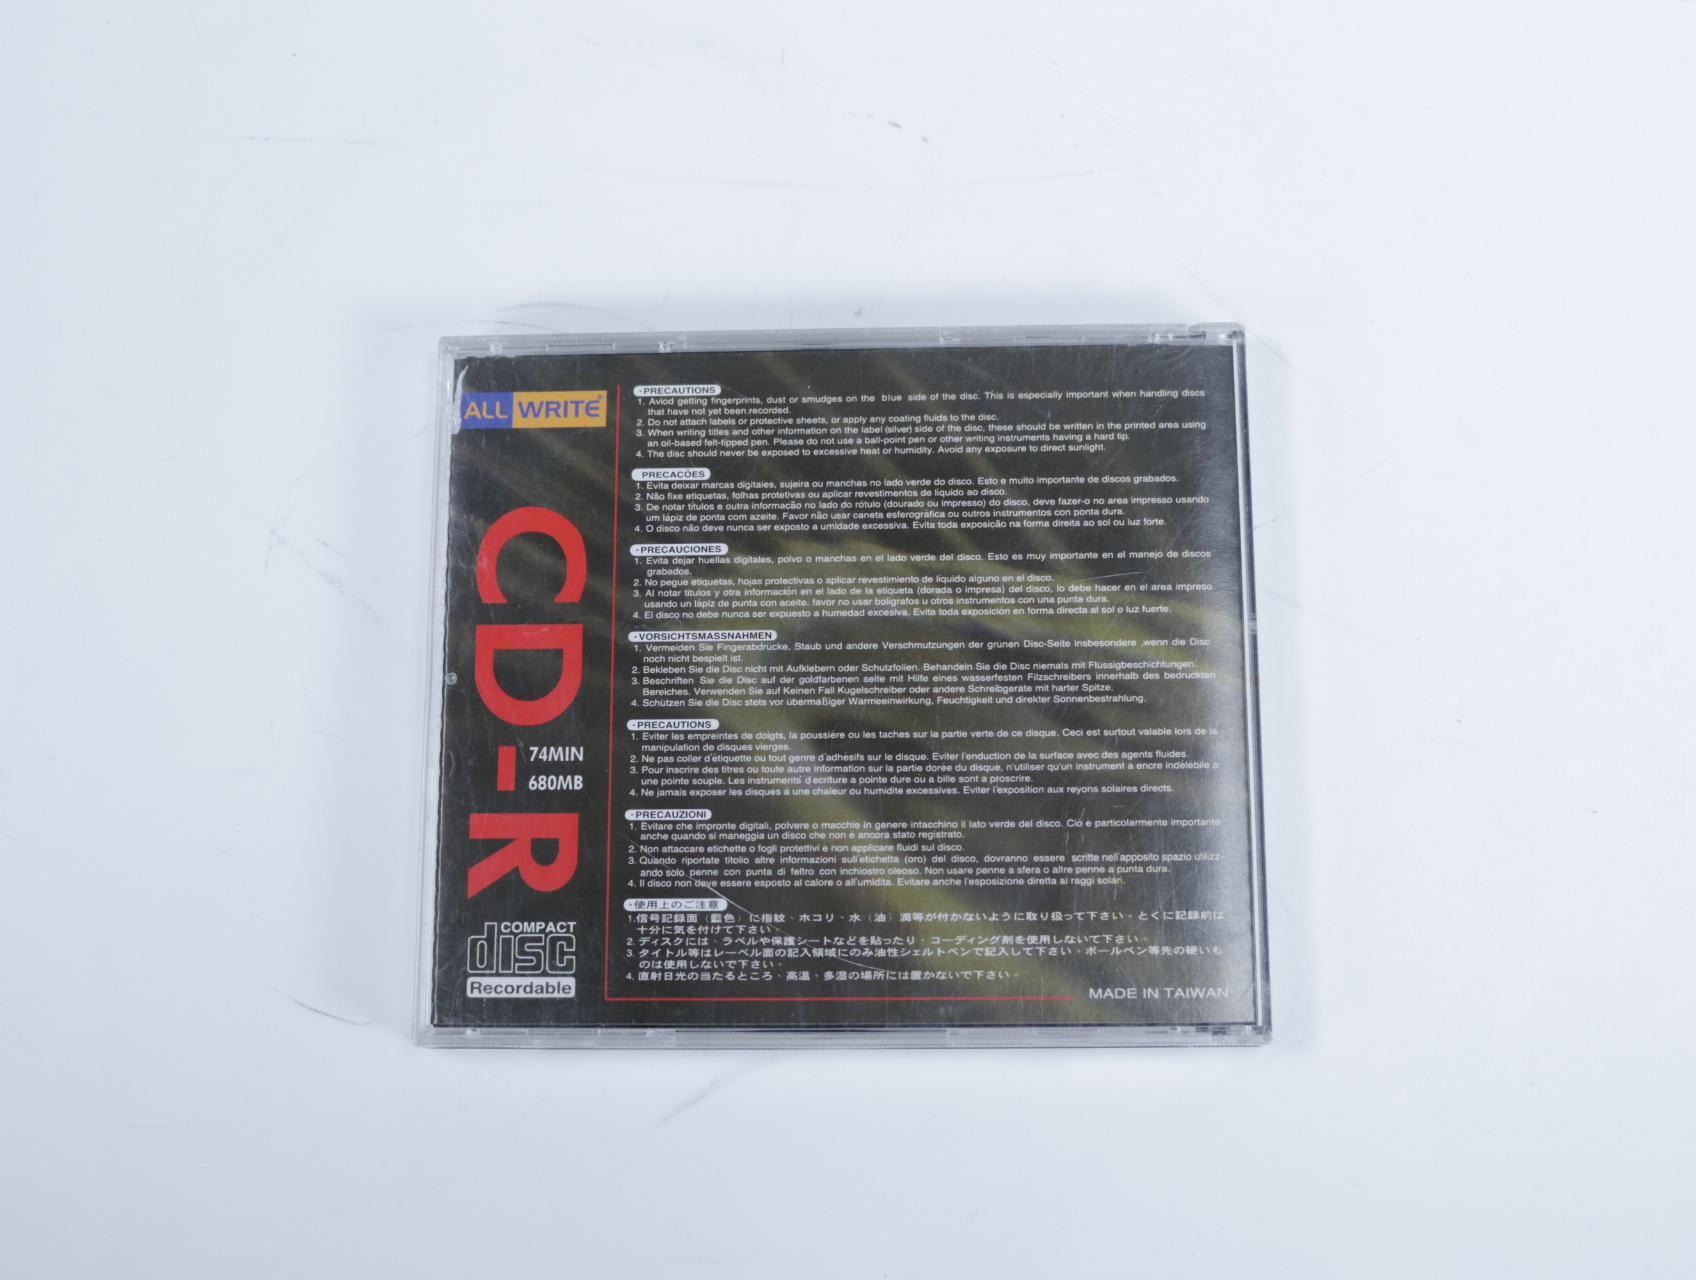 ALL WRITE
CD-R
74MIN
680MB
COMPACT
disc
Recordable
·PRECAUTIONS
1. Aviod getting fingerprints, dust or smudges on the blue side of the disc. This is especially important when handling discs
that have not yet been recorded.
2. Do not attach labels or protective sheets, or apply any coating fluids to the disc.
3. When writing titles and other information on the label (silver) side of the disc, these should be written in the printed area using
an oil-based felt-tipped pen. Please do not use a ball-point pen or other writing instruments having a hard tip.
4. The disc should never be exposed to excessive heat or humidity. Avoid any exposure to direct sunlight.
PRECAÇÕES
1. Evita deixar marcas digitaies, sujeira ou manchas no lado verde do disco. Esto e muito importante de discos grabados.
2. Não fixe etiquetas, folhas protetivas ou aplicar revestimentos de liquido ao disco.
3. De notar titulos e outra informacão no lado do rótulo (dourado ou impresso) do disco, deve fazer-o no area impresso usando
um lápiz de ponta com azeite. Favor não usar caneta esferográfica ou outros instrumentos con ponta dura.
4. O disco não deve nunca ser exposto a umidade excessiva. Evita toda exposição na forma direita ao sol ou luz forte.
·PRECAUCIONES
1. Evita dejar huellas digitales, polvo o manchas en el lado verde del disco. Esto es muy importante en el manejo de discos
grabados.
2. No pegue etiquetas, hojas protectivas o aplicar revestimiento de liquido alguno en el disco.
3. Al notar titulos y otra información en el lado de la etiqueta (dorada o impresa) del disco, lo debe hacer en el area impreso
usando un lápiz de punta con aceite. favor no usar boligrafos u otros instrumentos con una punta dura.
4. El disco no debe nunca ser expuesto a humedad excesiva. Evita toda exposición en forma directa al sol o luz fuerte.
·VORSICHTSMASSNAHMEN
1. Vermeiden Sie Fingerabdrücke, Staub und andere Verschmutzungen der grünen Disc-Seite insbesondere ,wenn die Disc
noch nicht bespielt ist.
2. Bekleben Sie die Disc nicht mit Aufklebern oder Schutzfolien. Behandeln Sie die Disc niemals mit Flüssigbeschichtungen.
3. Beschriften Sie die Disc auf der goldfarbenen seite mit Hilfe eines wasserfesten Filzschreibers innerhalb des bedruckten
Bereiches. Verwenden Sie auf Keinen Fall Kugelschreiber oder andere Schreibgeräte mit harter Spitze.
4. Schützen Sie die Disc stets vor übermaßiger Warmeeinwirkung, Feuchtigkeit und direkter Sonnenbestrahlung.
·PRECAUTIONS
1. Eviter les empreintes de doigts, la poussiére ou les taches sur la partie verte de ce disque. Ceci est surtout valable lors de la
manipulation de disques vierges.
2. Ne pas coller d'étiquette ou tout genre d'adhésifs sur le disque. Eviter l'enduction de la surface avec des agents fluides.
3. Pour inscrire des titres ou toute autre information sur la partie dorée du disque, n'utiliser qu'un instrument a encre indélébile a
une pointe souple. Les instruments d'ecriture a pointe dure ou a bille sont a proscrire.
4. Ne jamais exposer les disques à une chaleur ou humidite excessives. Eviter l'exposition aux reyons solaires directs.
·PRECAUZIONI
1. Evitare che impronte digitali, polvere o macchie in genere intacchino il lato verde del disco. Ció e particolarmente importante
anche quando si maneggia un disco che non è ancora stato registrato.
2. Non attaccare etichette o fogli protettivi e non applicare fluidi sul disco.
3. Quando riportate titolio altre informazioni sull'etichetta (oro) del disco, dovranno essere scritte nell'apposito spazio utilizz-
ando solo penne con punta di feltro con inchiostro oleoso. Non usare penne a sfera o altre penne a punta dura.
4. Il disco non deve essere esposto al calore o all'umidità. Evitare anche l'esposizione diretta ai raggi solari.
·使用上のご注意
1.信号記録面（藍色）に指紋、ホコリ、水（油）滴等が付かないように取り扱って下さい。とくに記録前は
十分に気を付けて下さい。
2. ディスクには、ラベルや保護シートなどを貼ったり、コーディング剤を使用しないで下さい。
3. タイトル等はレーベル面の記入領域にのみ油性シェルトペンで記入して下さい。ボールペン等先の硬いも
のは使用しないで下さい。
4. 直射日光の当たるところ、高温、多湿の場所には置かないで下さい。
MADE IN TAIWAN